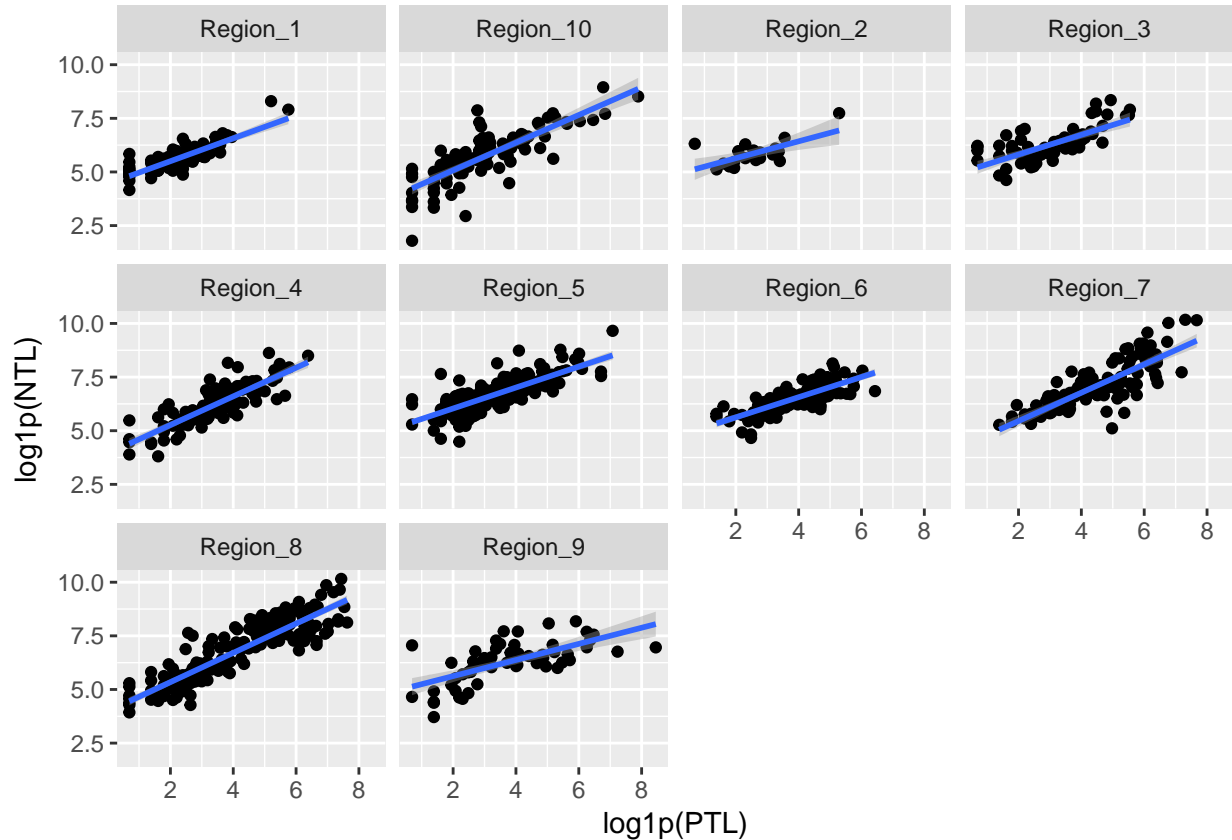 Region_1 Region_10 Region_2 Region_3
10.0
7.5
5.0
2.5
Region_4 Region_5 Region_6 Region_7
10.0
7.5
5.0
2.5
2 4 6 8 2 4 6 8
Region_8 Region_9
10.0
7.5
5.0
2.5
2 4 6 8 2 4 6 8
log1p(PTL)
log1p(NTL)